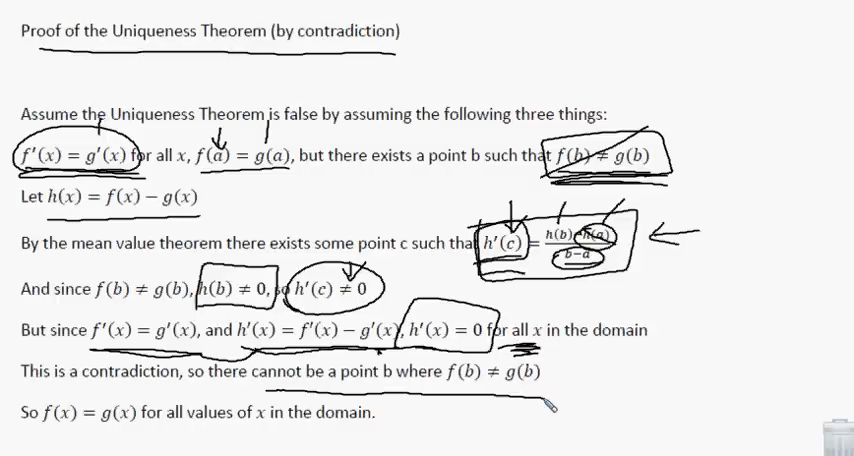 Proof of the Uniqueness Theorem (by contradiction)
Assume the Uniqueness Theorem is false by assuming the following three things:
f'(x) = g'(x) for all x, f(a) = g(a), but there exists a point b such that f(b) ≠ g(b)
Let h(x) = f(x) − g(x)
By the mean value theorem there exists some point c such that h'(c) = h(b)−h(a) / b−a
And since f(b) ≠ g(b), h(b) ≠ 0, so h'(c) ≠ 0
But since f'(x) = g'(x), and h'(x) = f'(x) − g'(x), h'(x) = 0 for all x in the domain
This is a contradiction, so there cannot be a point b where f(b) ≠ g(b)
So f(x) = g(x) for all values of x in the domain.